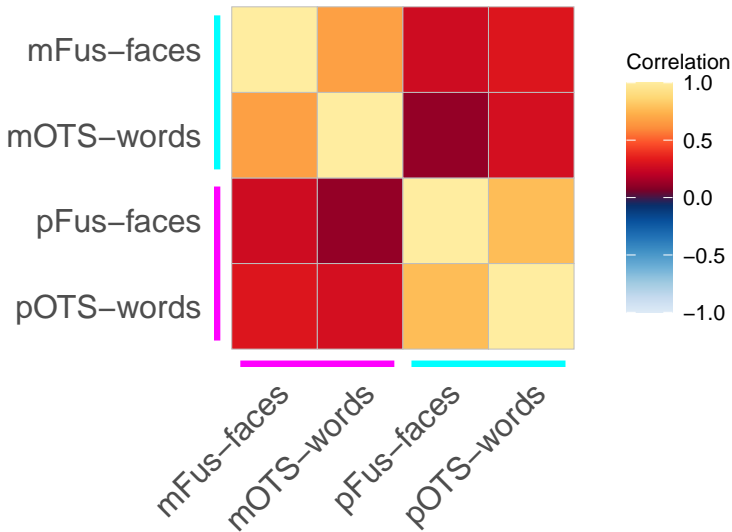 mFus−faces
mOTS−words
pFus−faces
pOTS−words
mFus−faces
mOTS−words
pFus−faces
pOTS−words
Correlation
1.0
0.5
0.0
−0.5
−1.0